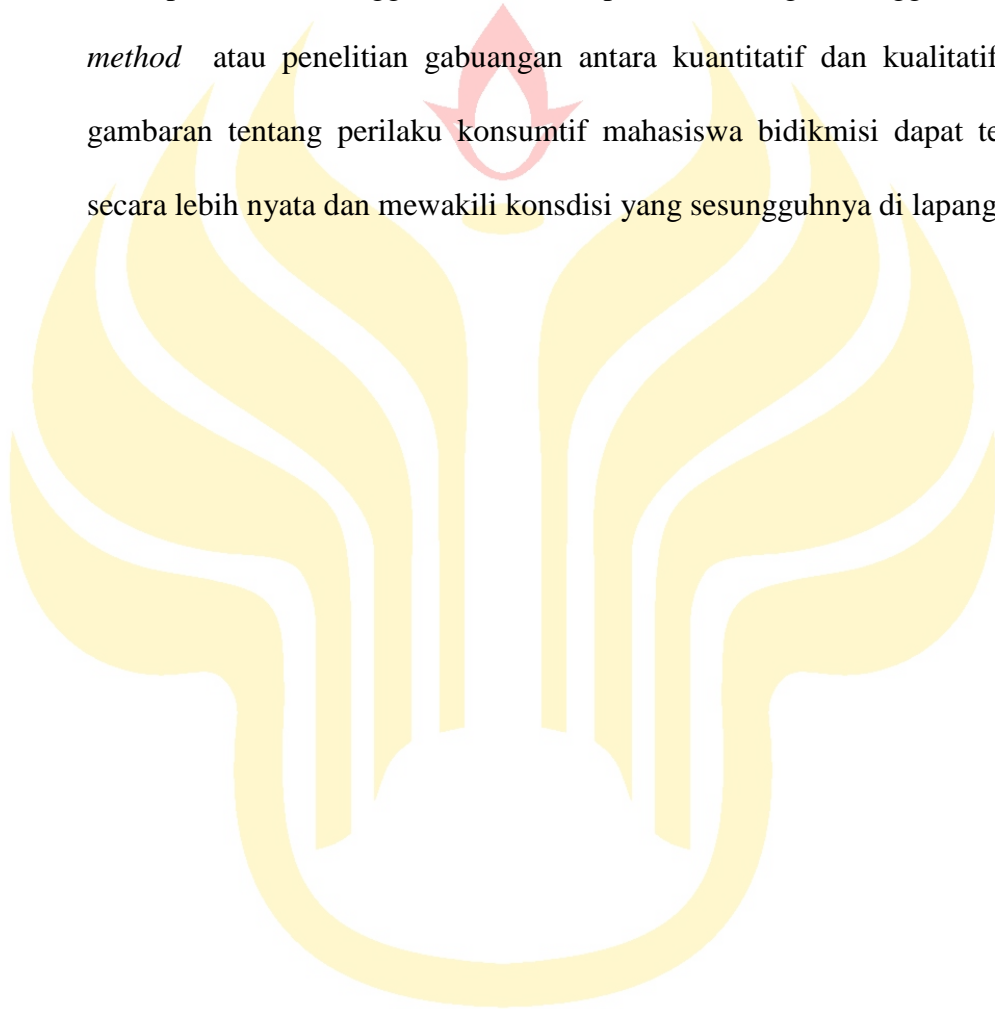 method atau penelitian gabuangan antara kuantitatif dan kualitatif
gambaran tentang perilaku konsumtif mahasiswa bidikmisi dapat te
secara lebih nyata dan mewakili konsdisi yang sesungguhnya di lapang